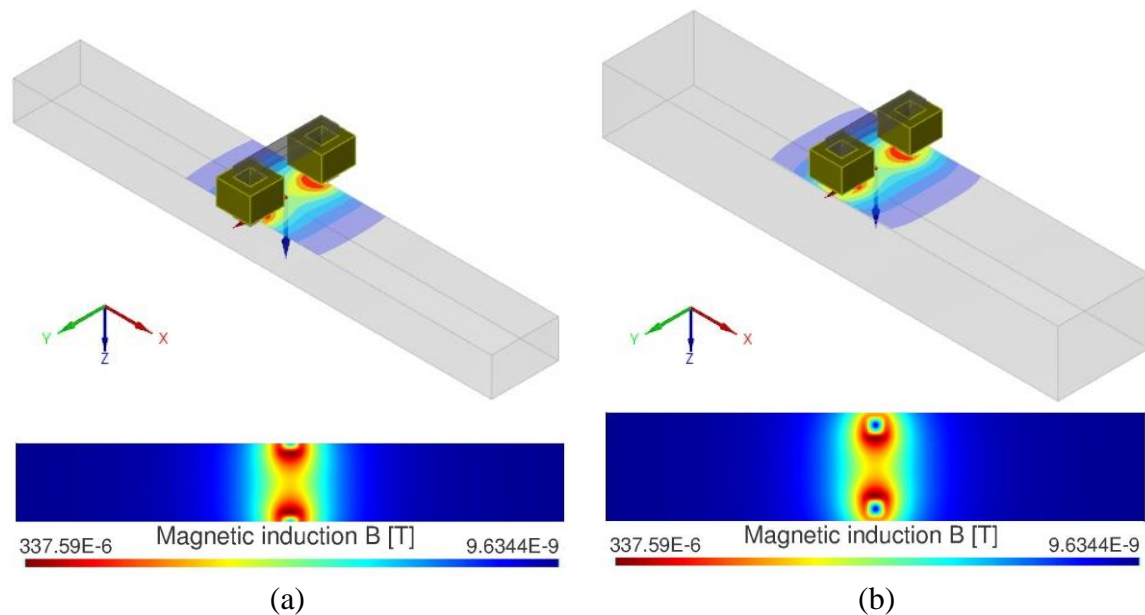 Y Z X
Y Z X
Magnetic induction B [T]
337.59E-6 9.6344E-9
Magnetic induction B [T]
337.59E-6 9.6344E-9
(a) (b)